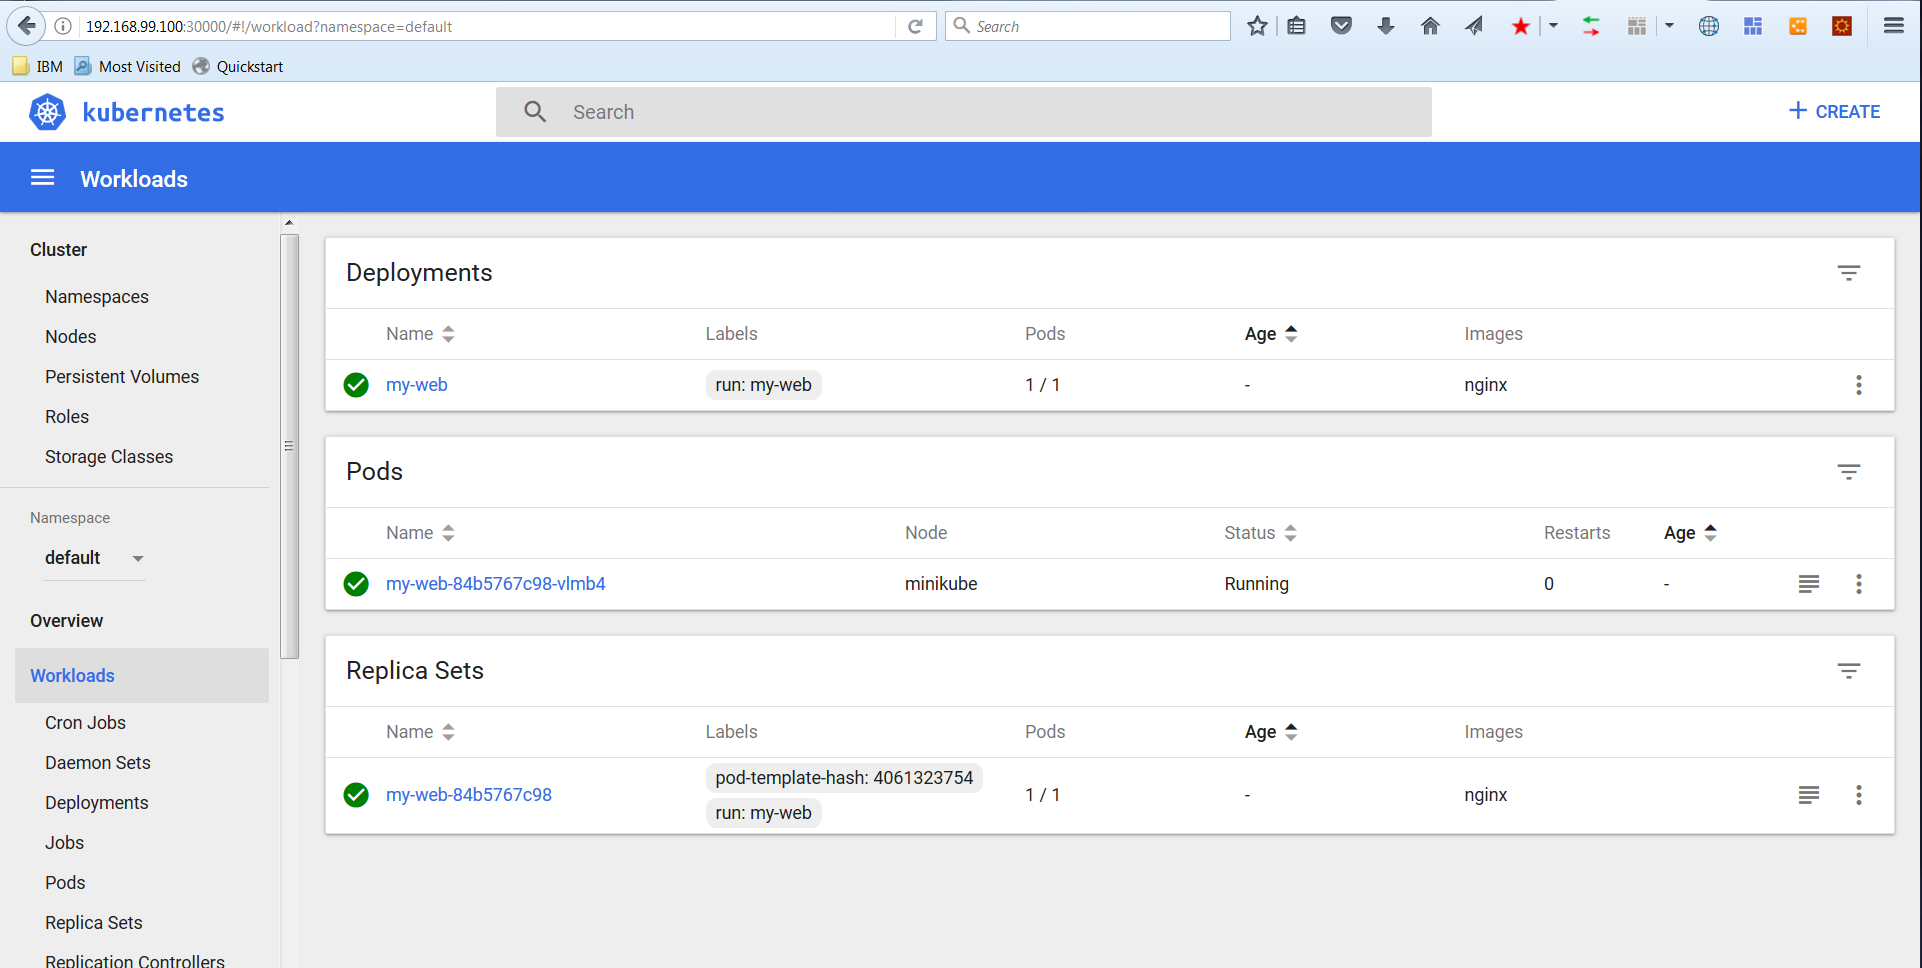 192.168.99.100:30000/#!/workload?namespace=default
Search
IBM Most Visited Quickstart
kubernetes
Search
CREATE
Workloads
Cluster
Namespaces
Nodes
Persistent Volumes
Roles
Storage Classes
Namespace
default
Overview
Workloads
Cron Jobs
Daemon Sets
Deployments
Jobs
Pods
Replica Sets
Replication Controllers
Deployments
Name Labels Pods Age Images
my-web run: my-web 1 / 1 - nginx
Pods
Name Node Status Restarts Age
my-web-84b5767c98-vlmb4 minikube Running 0 -
Replica Sets
Name Labels Pods Age Images
my-web-84b5767c98 pod-template-hash: 4061323754 1 / 1 - nginx
run: my-web